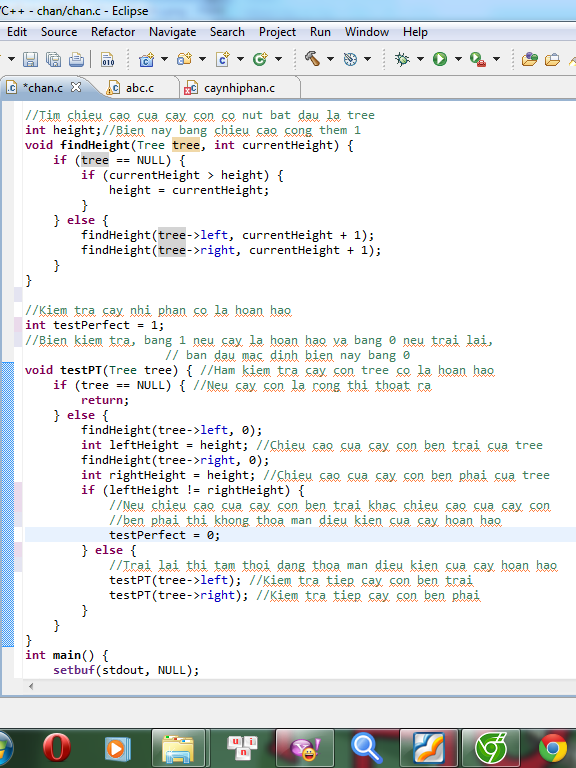 /C++ - chan/chan.c - Eclipse
Edit Source Refactor Navigate Search Project Run Window Help
*chan.c abc.c caynhiphan.c
//Tim chieu cao cua cay con co nut bat dau la tree
int height;//Bien nay bang chieu cao cong them 1
void findHeight(Tree tree, int currentHeight) {
if (tree == NULL) {
if (currentHeight > height) {
height = currentHeight;
}
} else {
findHeight(tree->left, currentHeight + 1);
findHeight(tree->right, currentHeight + 1);
}
}
//Kiem tra cay nhi phan co la hoan hao
int testPerfect = 1;
//Bien kiem tra, bang 1 neu cay la hoan hao va bang 0 neu trai lai,
// ban dau mac dinh bien nay bang 0
void testPT(Tree tree) { //Ham kiem tra cay con tree co la hoan hao
if (tree == NULL) { //Neu cay con la rong thi thoat ra
return;
} else {
findHeight(tree->left, 0);
int leftHeight = height; //Chieu cao cua cay con ben trai cua tree
findHeight(tree->right, 0);
int rightHeight = height; //Chieu cao cua cay con ben phai cua tree
if (leftHeight != rightHeight) {
//Neu chieu cao cua cay con ben trai khac chieu cao cua cay con
//ben phai thi khong thoa man dieu kien cua cay hoan hao
testPerfect = 0;
} else {
//Trai lai thi tam thoi dang thoa man dieu kien cua cay hoan hao
testPT(tree->left); //Kiem tra tiep cay con ben trai
testPT(tree->right); //Kiem tra tiep cay con ben phai
}
}
}
int main() {
setbuf(stdout, NULL);